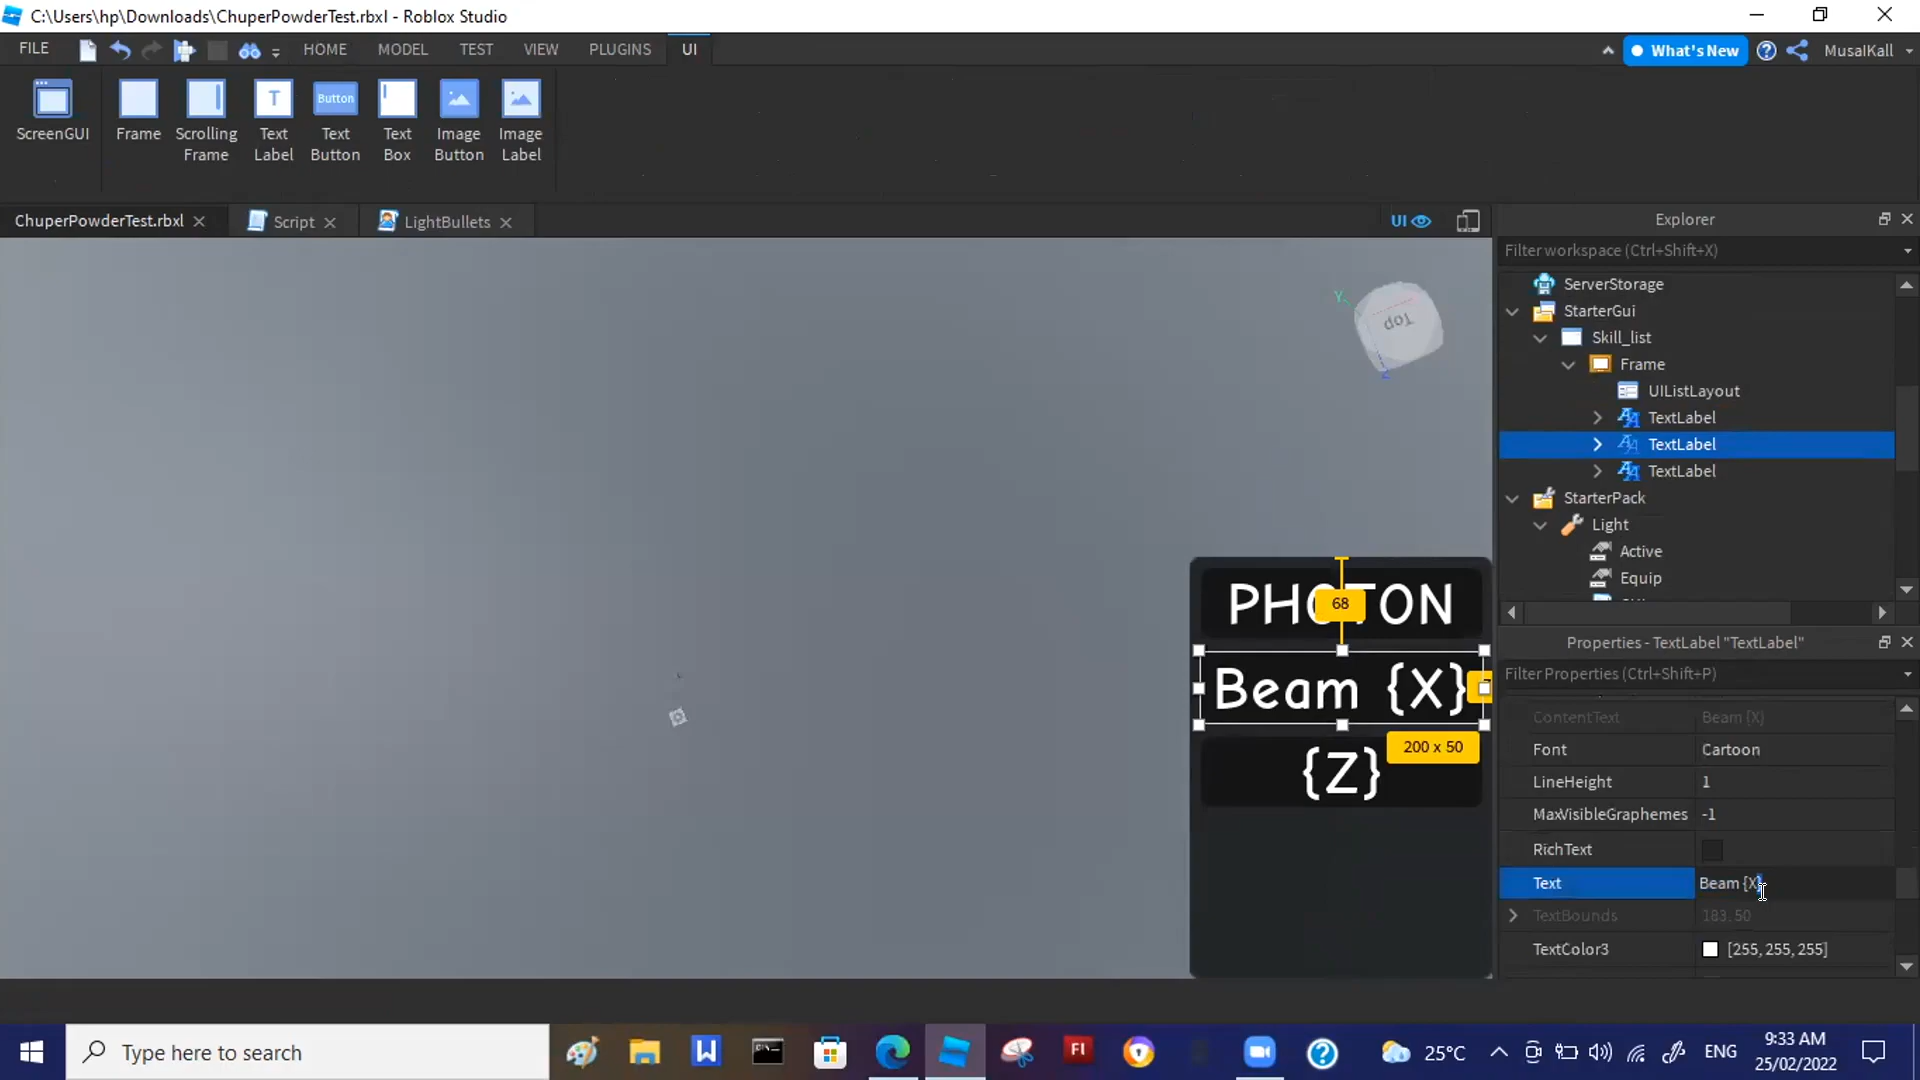 C:\Users\hp\Downloads\ChuperPowderTest.rbxl - Roblox Studio
FILE HOME MODEL TEST VIEW PLUGINS UI What's New MusaIKall
ScreenGUI
Frame
Scrolling Frame
Text Label
Button
Text Button
Text Box
Image Button
Image Label
ChuperPowderTest.rbxl Script LightBullets UI
Explorer
Filter workspace (Ctrl+Shift+X)
ServerStorage
StarterGui
Skill_list
Frame
UIListLayout
TextLabel
TextLabel
TextLabel
StarterPack
Light
Active
Equip
Top
Y
Z
PHOTON
68
Beam {X}
200 x 50
{Z}
Properties - TextLabel "TextLabel"
Filter Properties (Ctrl+Shift+P)
ContentText Beam {X}
Font Cartoon
LineHeight 1
MaxVisibleGraphemes -1
RichText
Text Beam {X}
TextBounds 183, 50
TextColor3 [255, 255, 255]
Type here to search
W
Fl
25°C
ENG
9:33 AM
25/02/2022